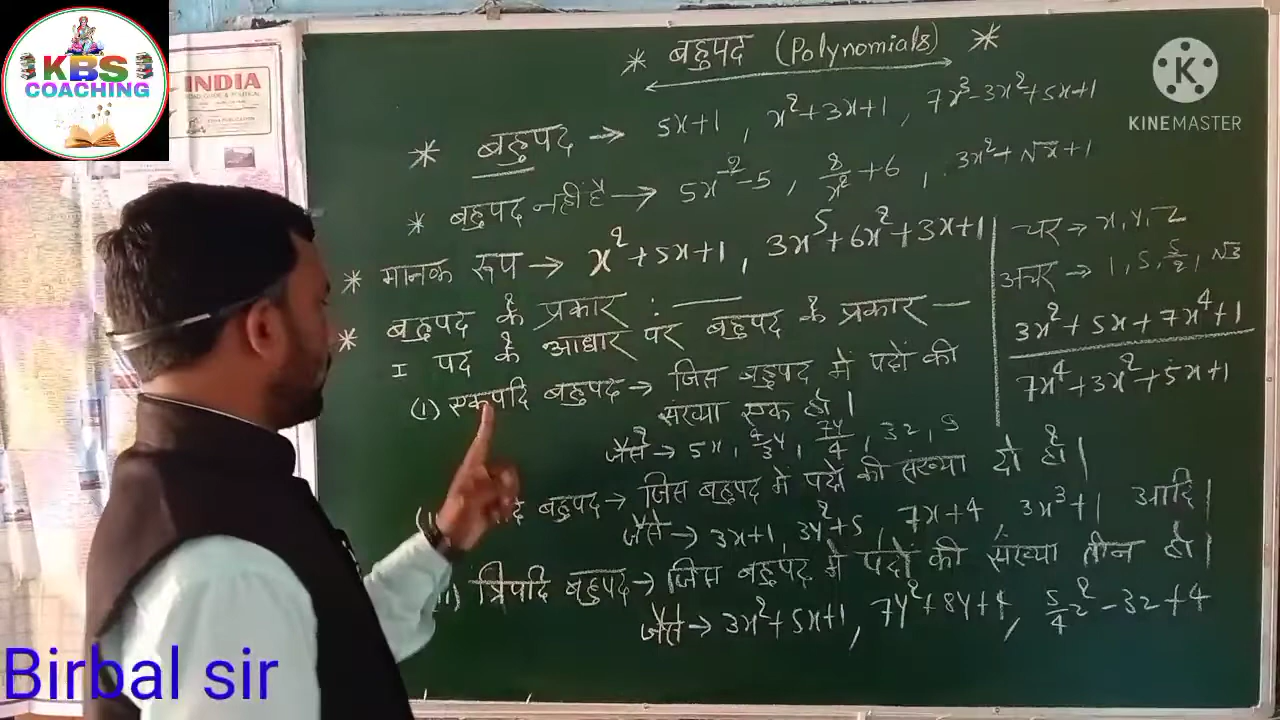 KBS
COACHING
INDIA
K
KINEMASTER
* बहुपद (Polynomials) *
* बहुपद → 5x+1, x²+3x+1, 7x³-3x²+5x+1
* बहुपद नहीं है → 5x⁻²-5, 8/x²+6, 3x²+√x+1
* मानक रूप → x²+5x+1, 3x⁵+6x²+3x+1
चर → x, y, z
अचर → 1, 5, 5/2, √3
3x²+5x+7x⁴+1
7x⁴+3x²+5x+1
* बहुपद के प्रकार :—
I पद के आधार पर बहुपद के प्रकार —
(i) एकपदि बहुपद → जिस बहुपद में पदों की
संख्या एक हो।
जैसे → 5x, y, 7y/4, 3z, 9
बहुपद → जिस बहुपद में पदों की संख्या दो हो।
जैसे → 3x+1, 3y²+5, 7x+4, 3x³+1 आदि।
त्रिपदि बहुपद → जिस बहुपद में पदों की संख्या तीन हो।
जैसे → 3x²+5x+1, 7y²+8y+4, 5/4z²-3z+4
Birbal sir